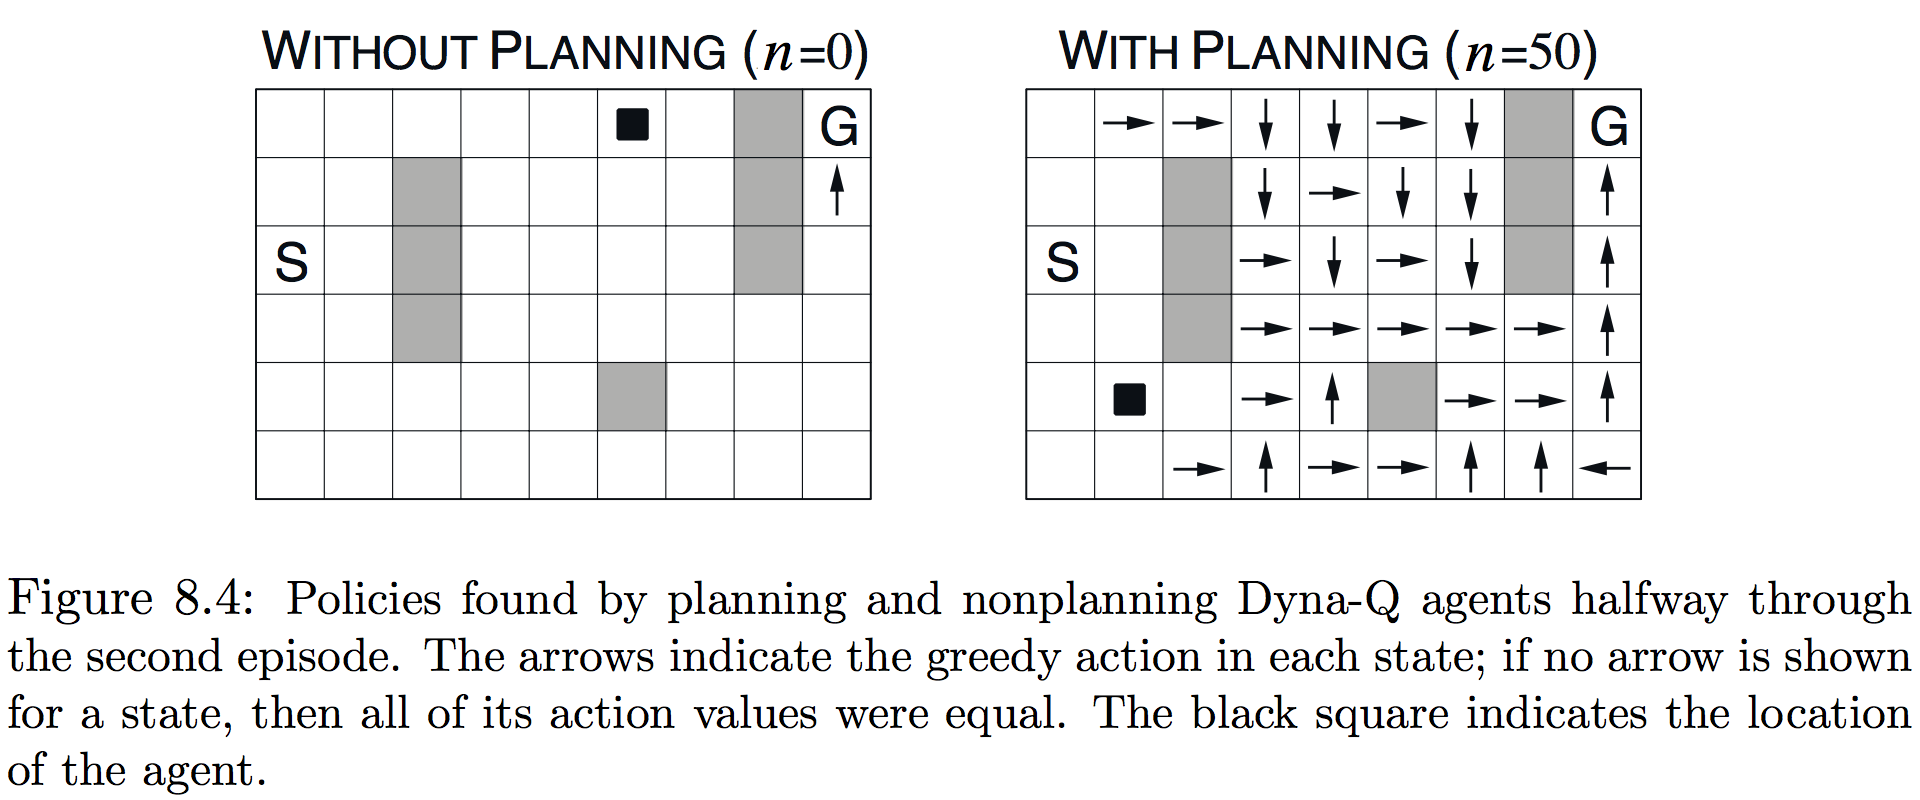 WITHOUT PLANNING (n=0)
WITH PLANNING (n=50)
G
G
S
S
Figure 8.4: Policies found by planning and nonplanning Dyna-Q agents halfway through
the second episode. The arrows indicate the greedy action in each state; if no arrow is shown
for a state, then all of its action values were equal. The black square indicates the location
of the agent.